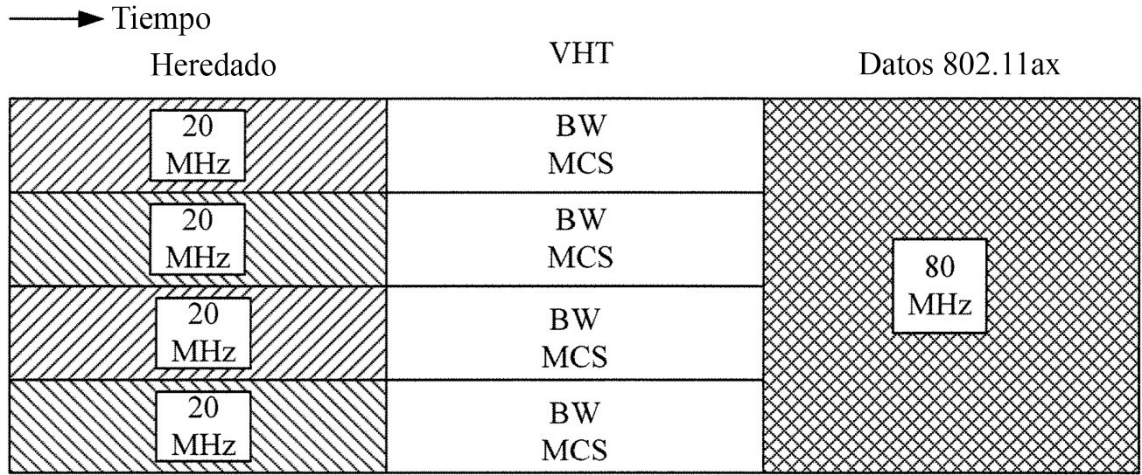 Tiempo
Heredado
VHT
Datos 802.11ax
20
MHz
BW
MCS
20
MHz
BW
MCS
80
MHz
20
MHz
BW
MCS
20
MHz
BW
MCS